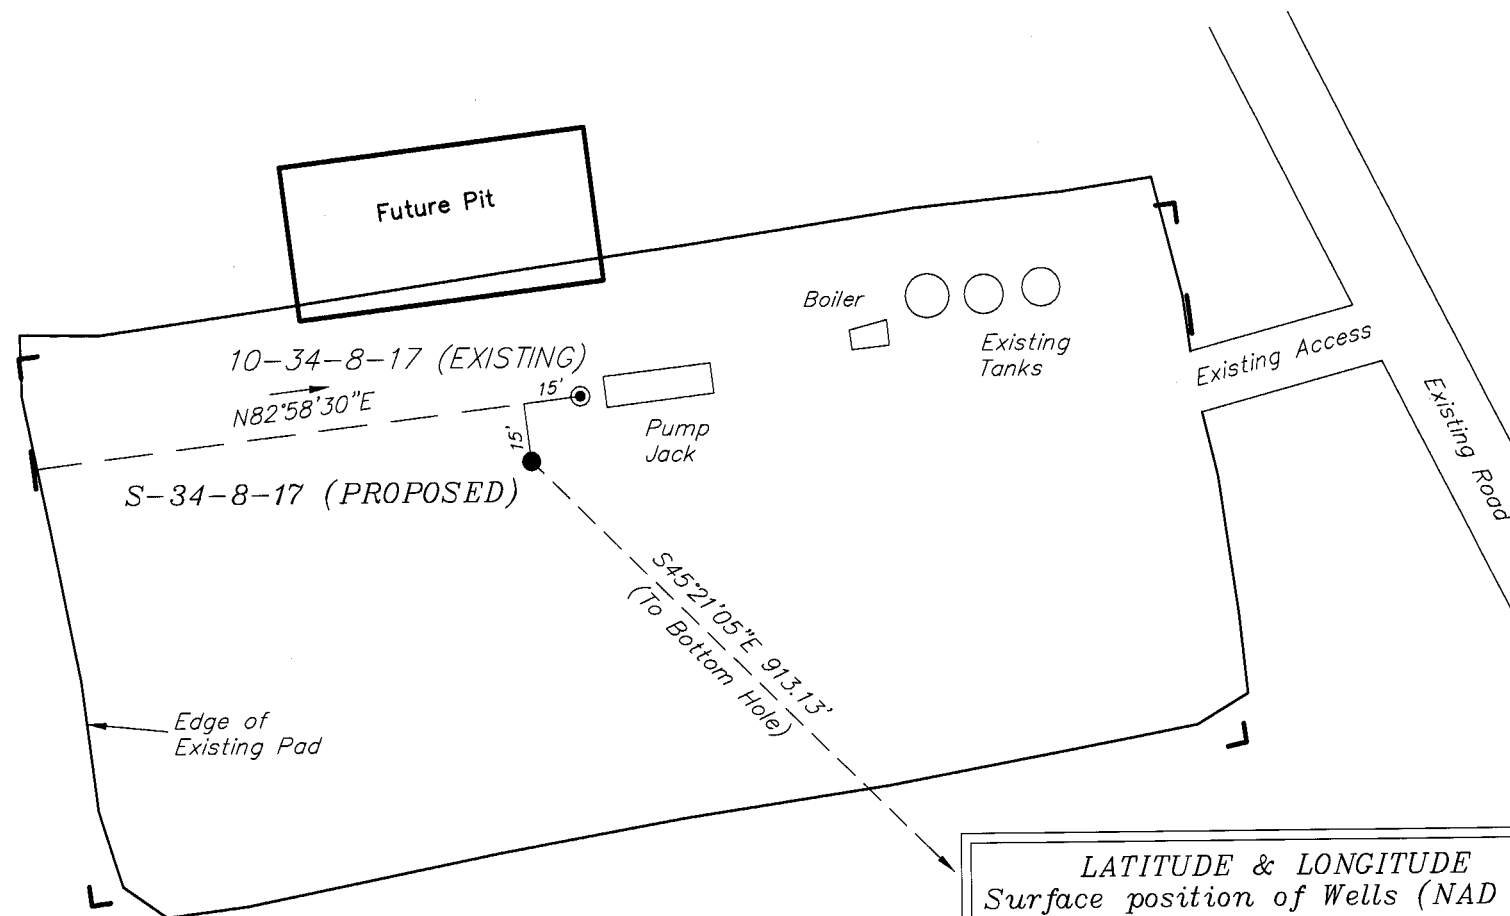 Future Pit
Boiler
Existing
Tanks
Existing Access
Existing Road
10-34-8-17 (EXISTING)
N82°58'30"E
15'
15'
Pump
Jack
S-34-8-17 (PROPOSED)
S45°21'05"E 913.13'
(To Bottom Hole)
Edge of
Existing Pad
LATITUDE & LONGITUDE
Surface position of Wells (NAD